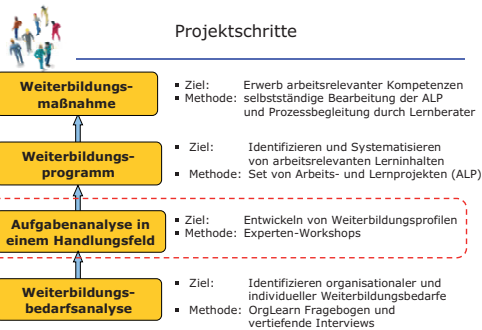 Projektschritte
Weiterbildungs-
maßnahme
▪ Ziel: Erwerb arbeitsrelevanter Kompetenzen
▪ Methode: selbstständige Bearbeitung der ALP
und Prozessbegleitung durch Lernberater
Weiterbildungs-
programm
▪ Ziel: Identifizieren und Systematisieren
von arbeitsrelevanten Lerninhalten
▪ Methode: Set von Arbeits- und Lernprojekten (ALP)
Aufgabenanalyse in
einem Handlungsfeld
▪ Ziel: Entwickeln von Weiterbildungsprofilen
▪ Methode: Experten-Workshops
Weiterbildungs-
bedarfsanalyse
▪ Ziel: Identifizieren organisationaler und
individueller Weiterbildungsbedarfe
▪ Methode: OrgLearn Fragebogen und
vertiefende Interviews